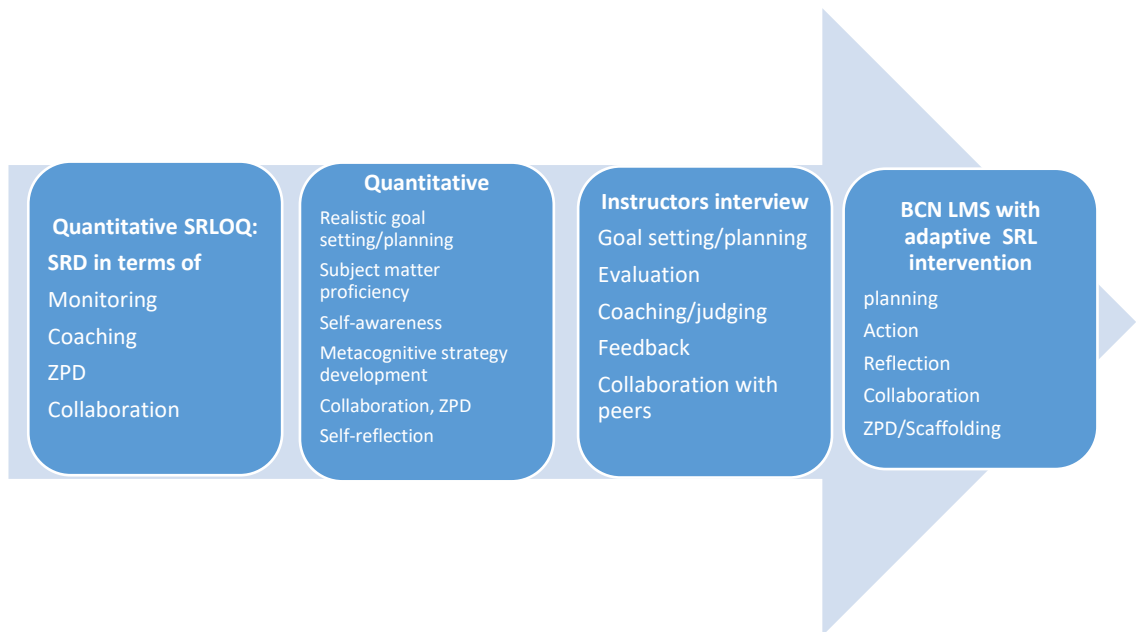 Quantitative SRLOQ:
SRD in terms of
Monitoring
Coaching
ZPD
Collaboration
Quantitative
Realistic goal
setting/planning
Subject matter
proficiency
Self-awareness
Metacognitive strategy
development
Collaboration, ZPD
Self-reflection
Instructors interview
Goal setting/planning
Evaluation
Coaching/judging
Feedback
Collaboration with
peers
BCN LMS with
adaptive SRL
intervention
planning
Action
Reflection
Collaboration
ZPD/Scaffolding